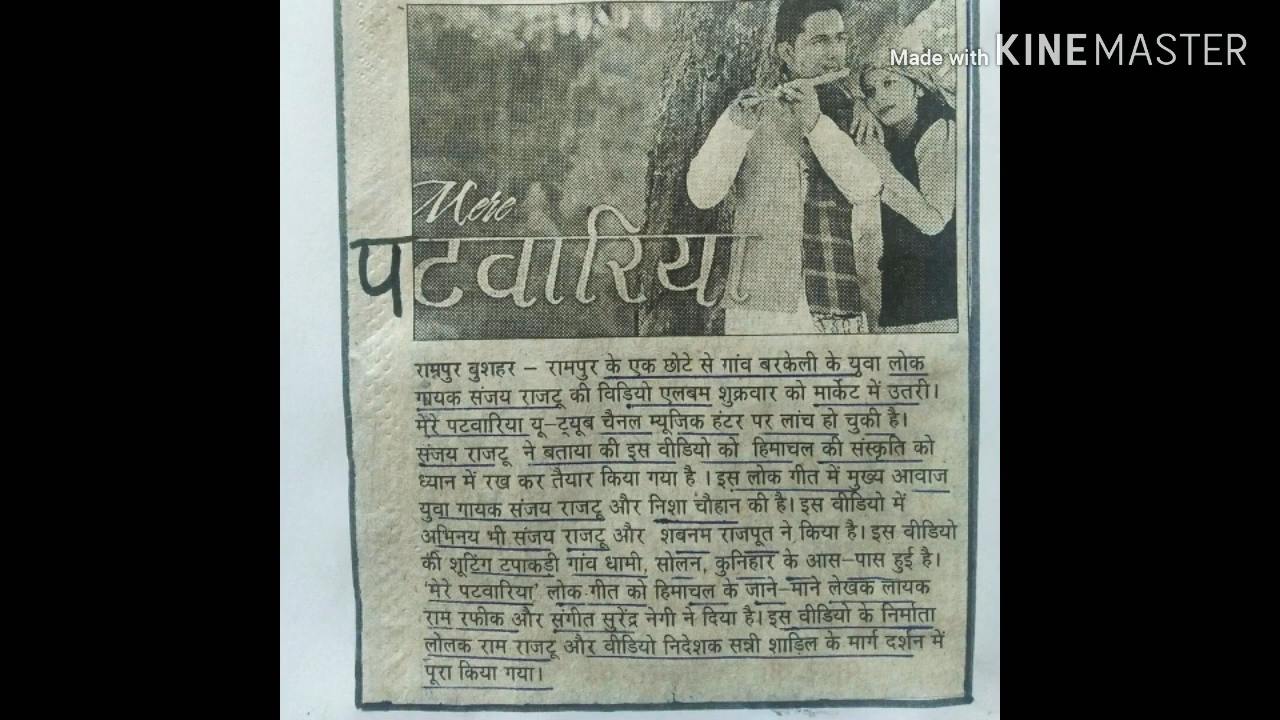 Made with KINEMASTER
Mere
पटवारिया
रामपुर बुशहर – रामपुर के एक छोटे से गांव बरकेली के युवा लोक
गायक संजय राजटू की विडियो एलबम शुक्रवार को मार्केट में उतरी।
मेरे पटवारिया यू–ट्यूब चैनल म्यूजिक हंटर पर लांच हो चुकी है।
संजय राजटू ने बताया की इस वीडियो को हिमाचल की संस्कृति को
ध्यान में रख कर तैयार किया गया है । इस लोक गीत में मुख्य आवाज
युवा गायक संजय राजटू और निशा चौहान की है। इस वीडियो में
अभिनय भी संजय राजटू और शबनम राजपूत ने किया है। इस वीडियो
की शूटिंग टपाकड़ी गांव धामी, सोलन, कुनिहार के आस–पास हुई है।
'मेरे पटवारिया' लोक गीत को हिमाचल के जाने–माने लेखक लायक
राम रफीक और संगीत सुरेंद्र नेगी ने दिया है। इस वीडियो के निर्माता
लोलक राम राजटू और वीडियो निदेशक सन्नी शाड़िल के मार्ग दर्शन में
पूरा किया गया।